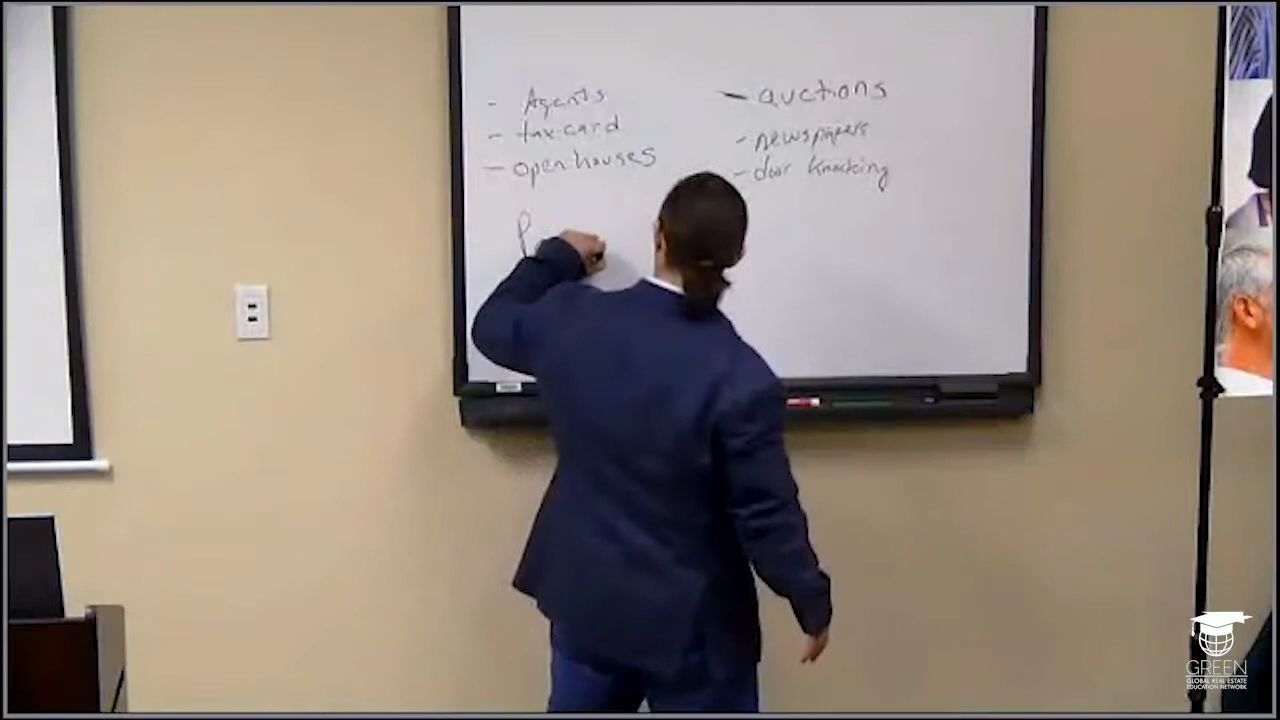 - Agents
- tax card
- open houses
- auctions
- newspapers
- door knocking
P
GREEN
GLOBAL REAL ESTATE
EDUCATION NETWORK